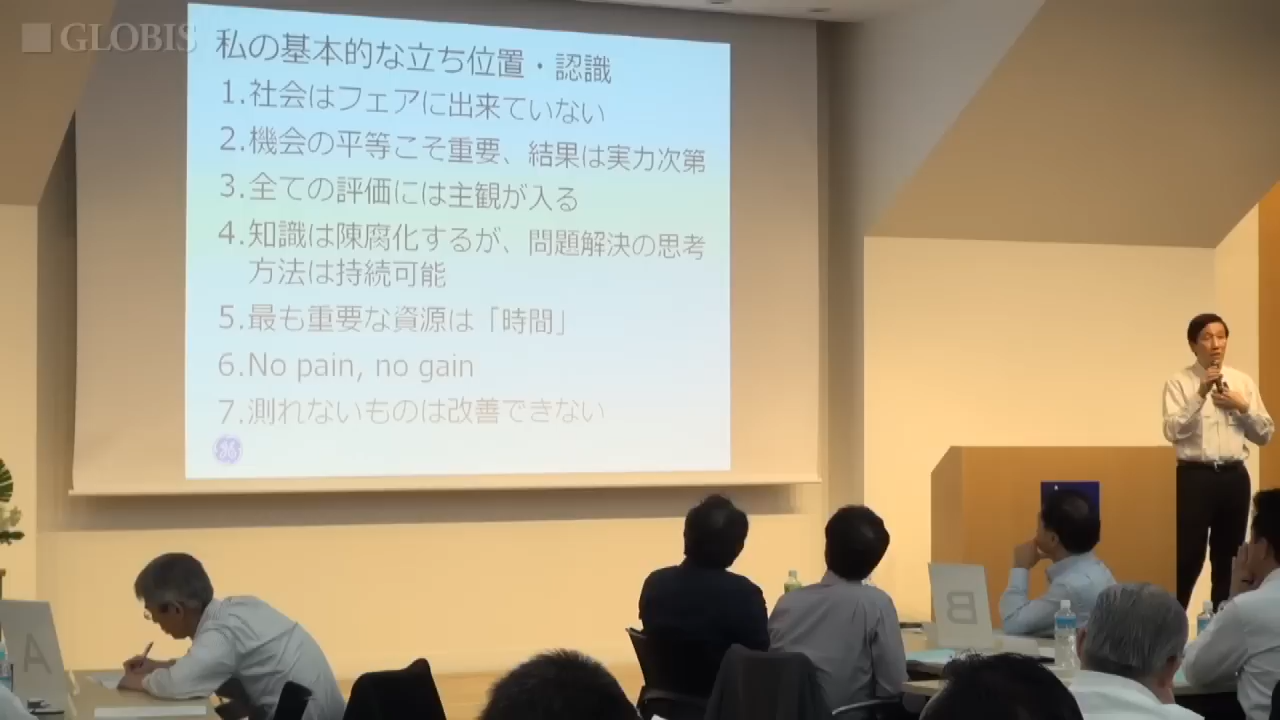 GLOBIS
私の基本的な立ち位置・認識
1.社会はフェアに出来ていない
2.機会の平等こそ重要、結果は実力次第
3.全ての評価には主観が入る
4.知識は陳腐化するが、問題解決の思考
方法は持続可能
5.最も重要な資源は「時間」
6.No pain, no gain
7.測れないものは改善できない
GE
A
B